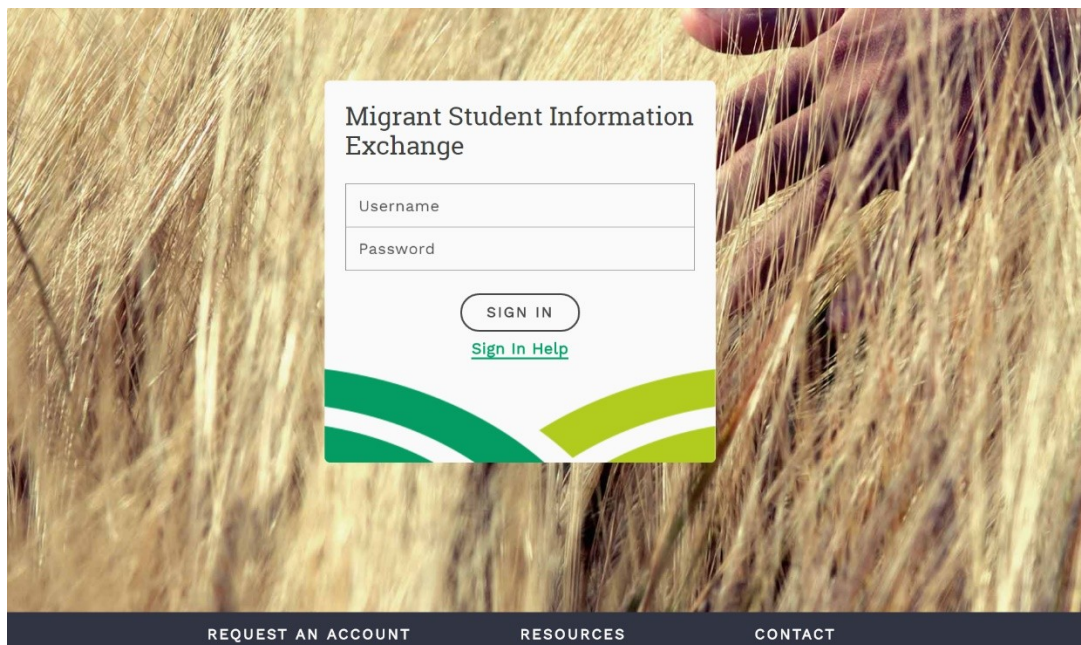 Migrant Student Information
Exchange
Username
Password
SIGN IN
Sign In Help
REQUEST AN ACCOUNT RESOURCES CONTACT